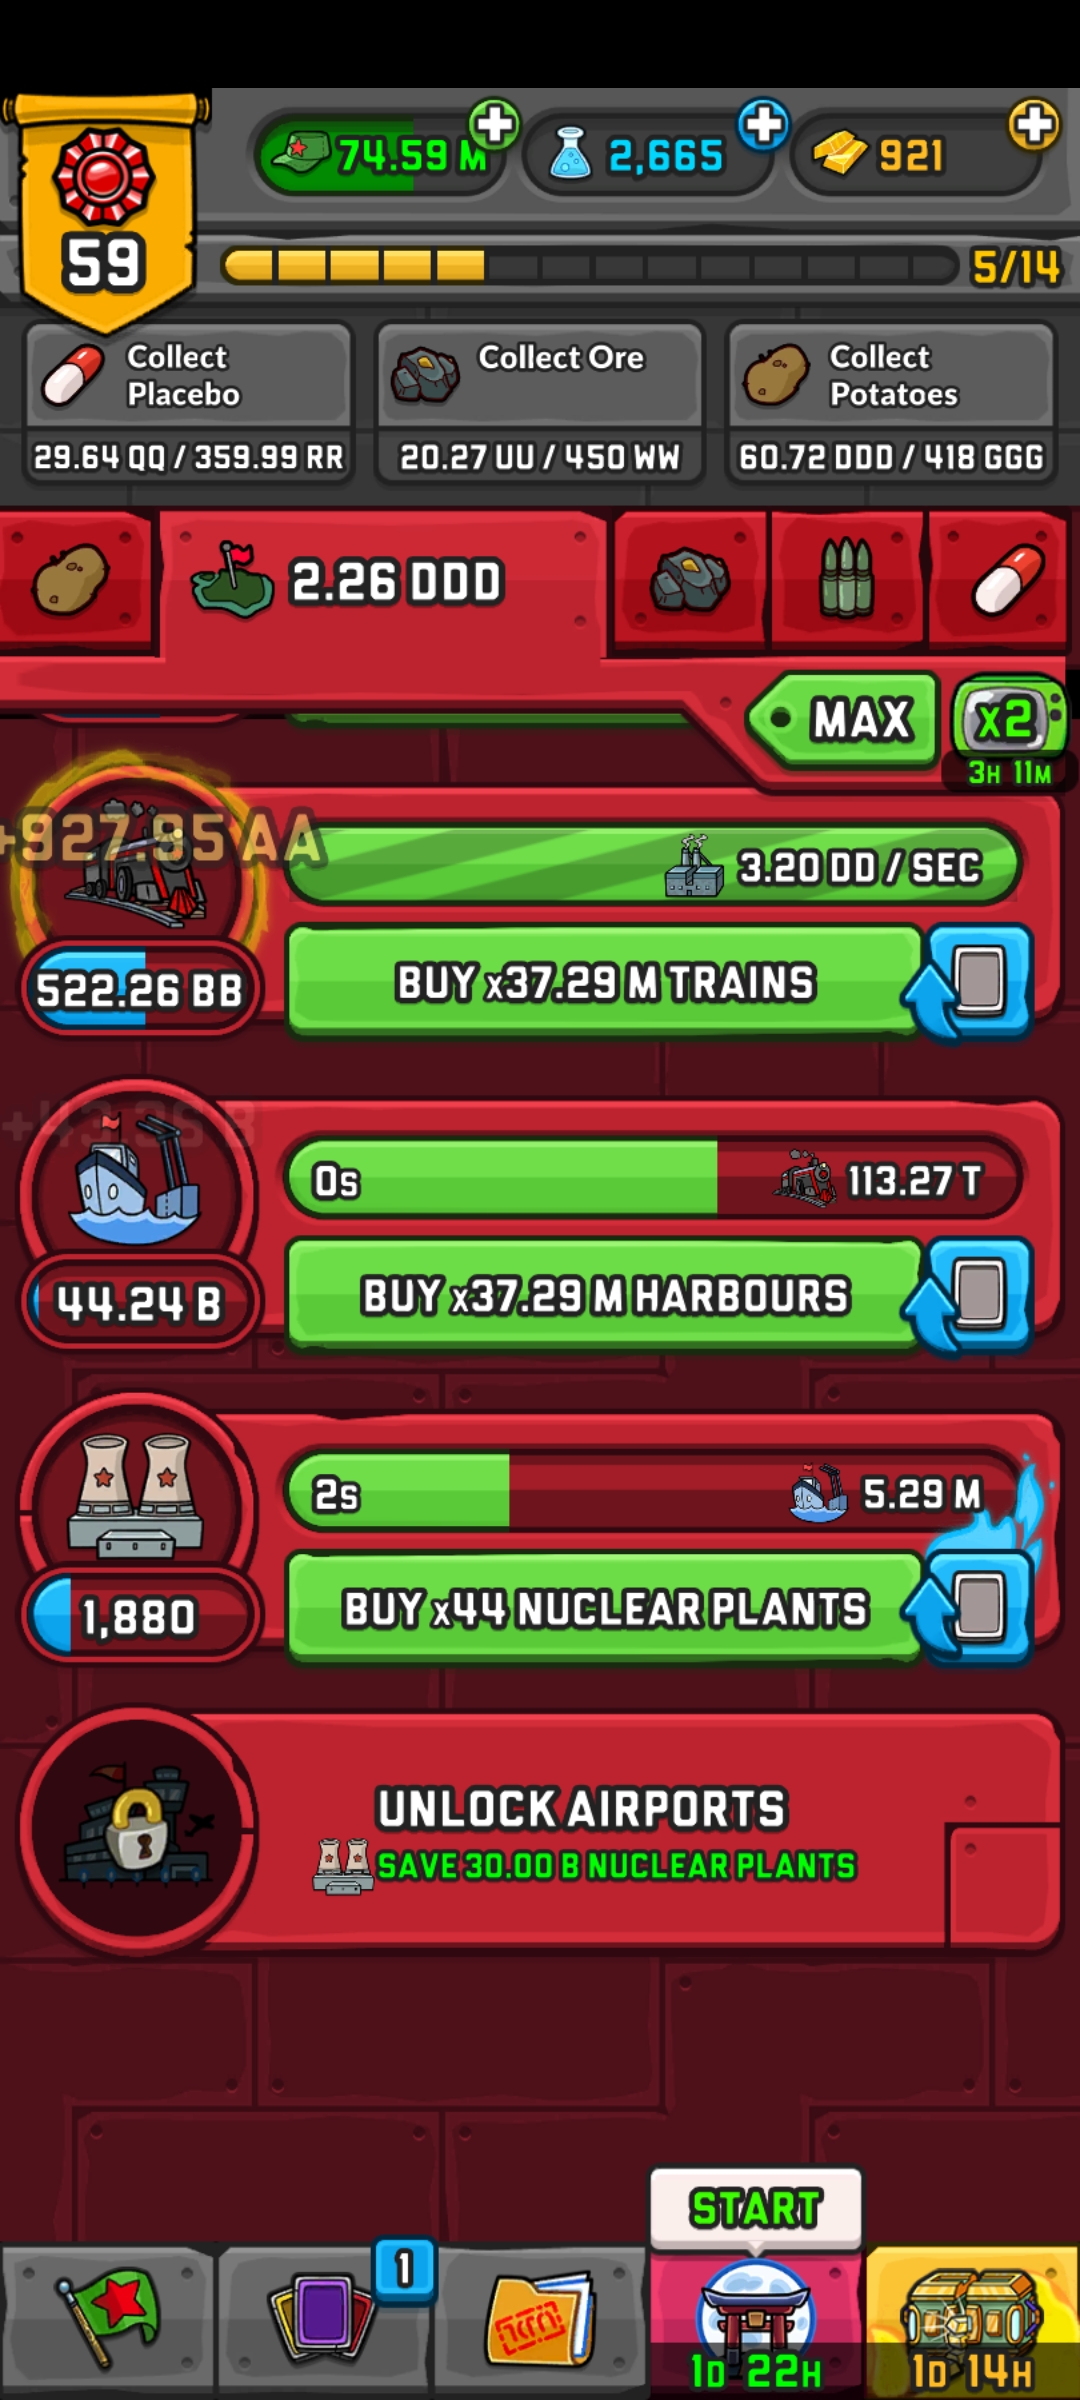 59
74.59 M
2,665
921
5/14
Collect Placebo
29.64 QQ / 359.99 RR
Collect Ore
20.27 UU / 450 WW
Collect Potatoes
60.72 DDD / 418 GGG
2.26 DDD
MAX
x2
3H 11M
+927.95 AA
3.20 DD / SEC
522.26 BB
BUY x37.29 M TRAINS
+43.36 B
0s
113.27 T
44.24 B
BUY x37.29 M HARBOURS
2s
5.29 M
1,880
BUY x44 NUCLEAR PLANTS
UNLOCK AIRPORTS
SAVE 30.00 B NUCLEAR PLANTS
START
1
1D 22H
1D 14H